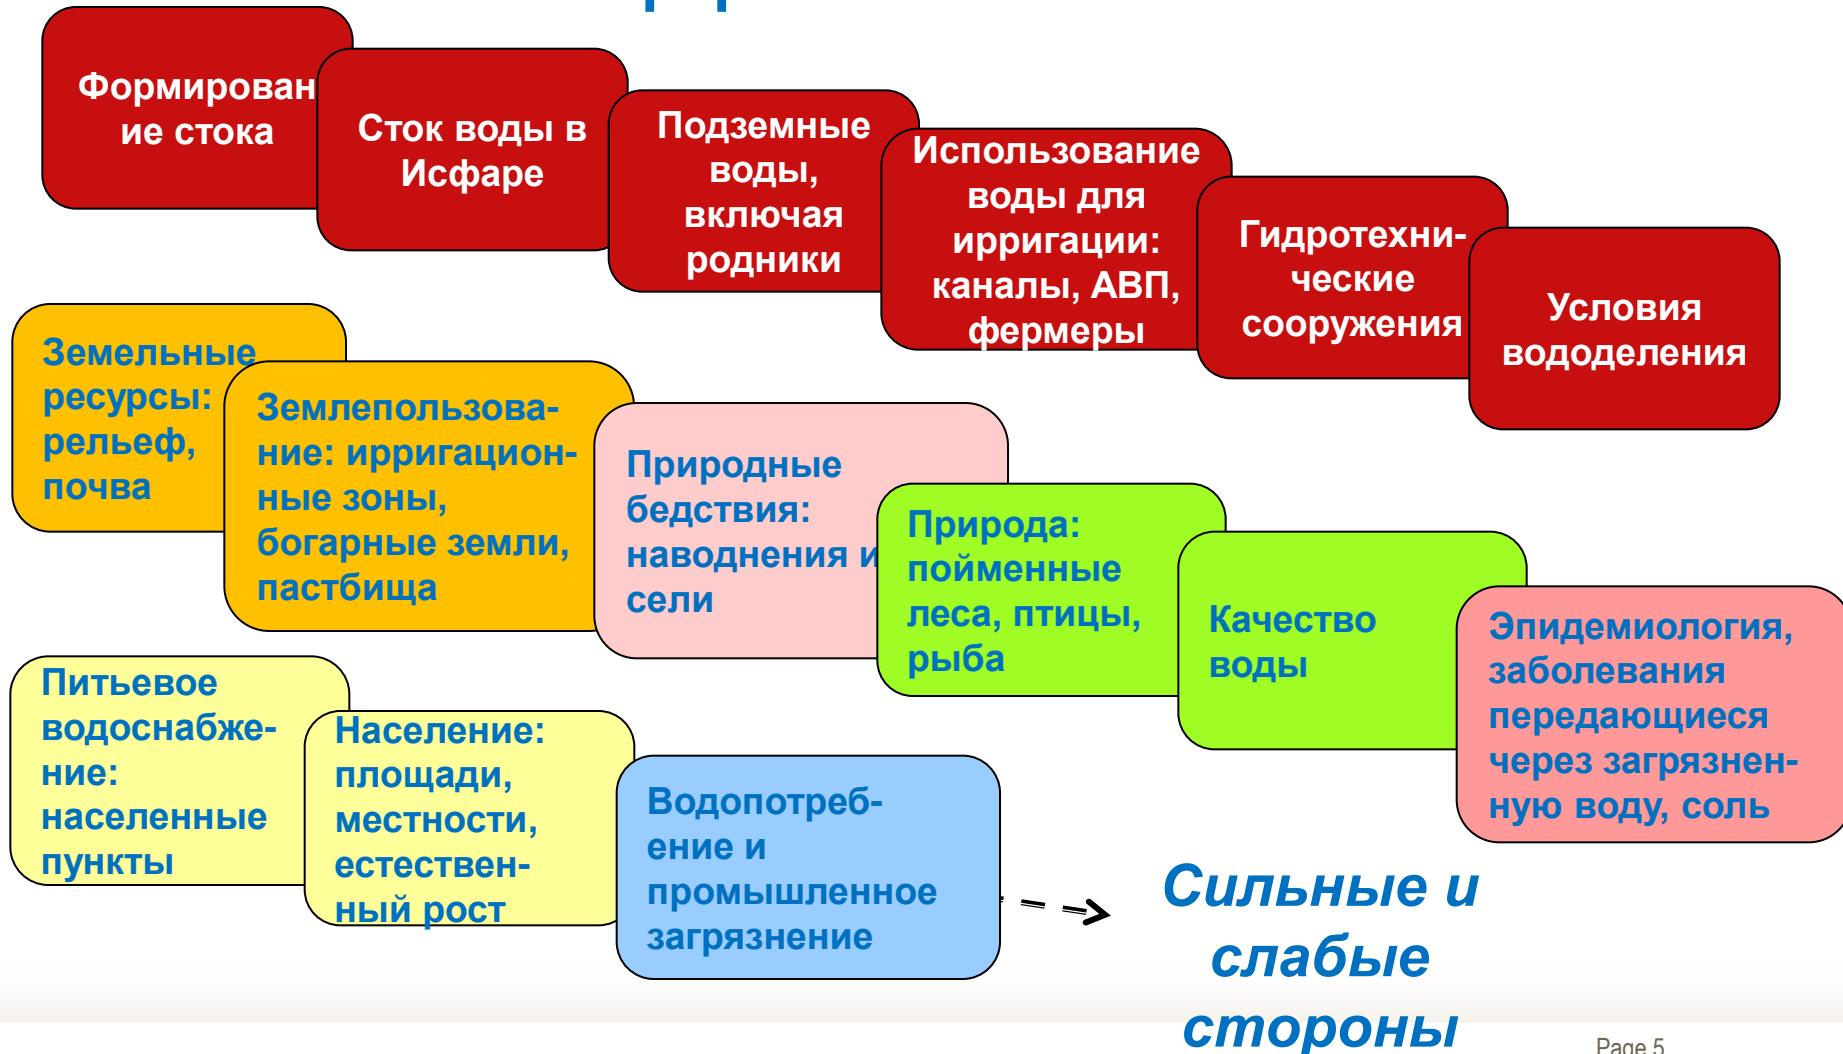 Формирован
ие стока
Сток воды в
Исфаре
Подземные
воды,
включая
родники
Использование
воды для
ирригации:
каналы, АВП,
фермеры
Гидротехни-
ческие
сооружения
Условия
вододеления
Земельные
ресурсы:
рельеф,
почва
Землепользова-
ние: ирригацион-
ные зоны,
богарные земли,
пастбища
Природные
бедствия:
наводнения и
сели
Природа:
пойменные
леса, птицы,
рыба
Качество
воды
Эпидемиология,
заболевания
передающиеся
через загрязнен-
ную воду, соль
Питьевое
водоснабже-
ние:
населенные
пункты
Население:
площади,
местности,
естествен-
ный рост
Водопотреб-
ение и
промышленное
загрязнение
Сильные и
слабые
стороны
Page 5